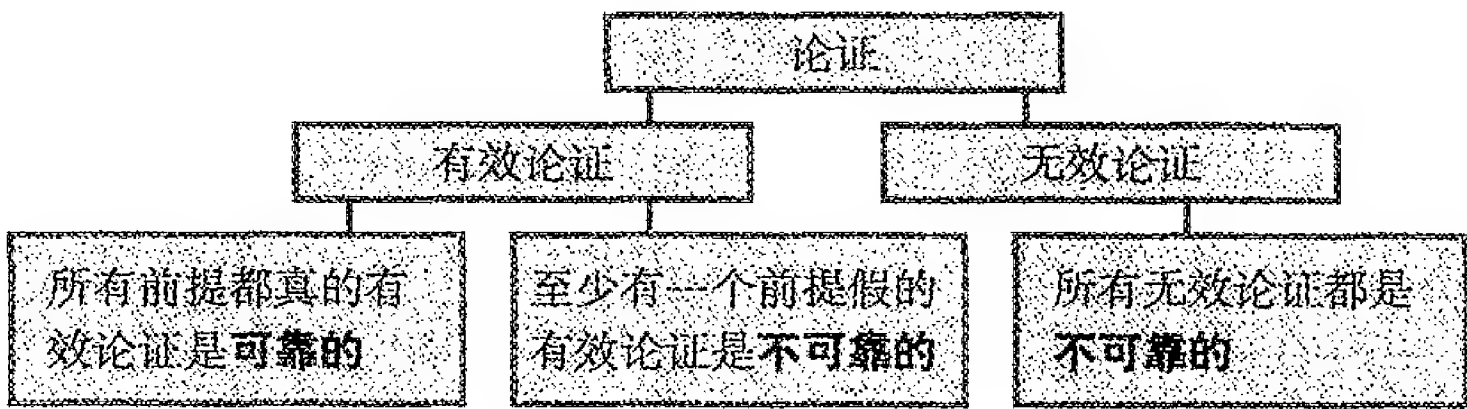 论证
有效论证
无效论证
所有前提都真的有
效论证是可靠的
至少有一个前提假的
有效论证是不可靠的
所有无效论证都是
不可靠的